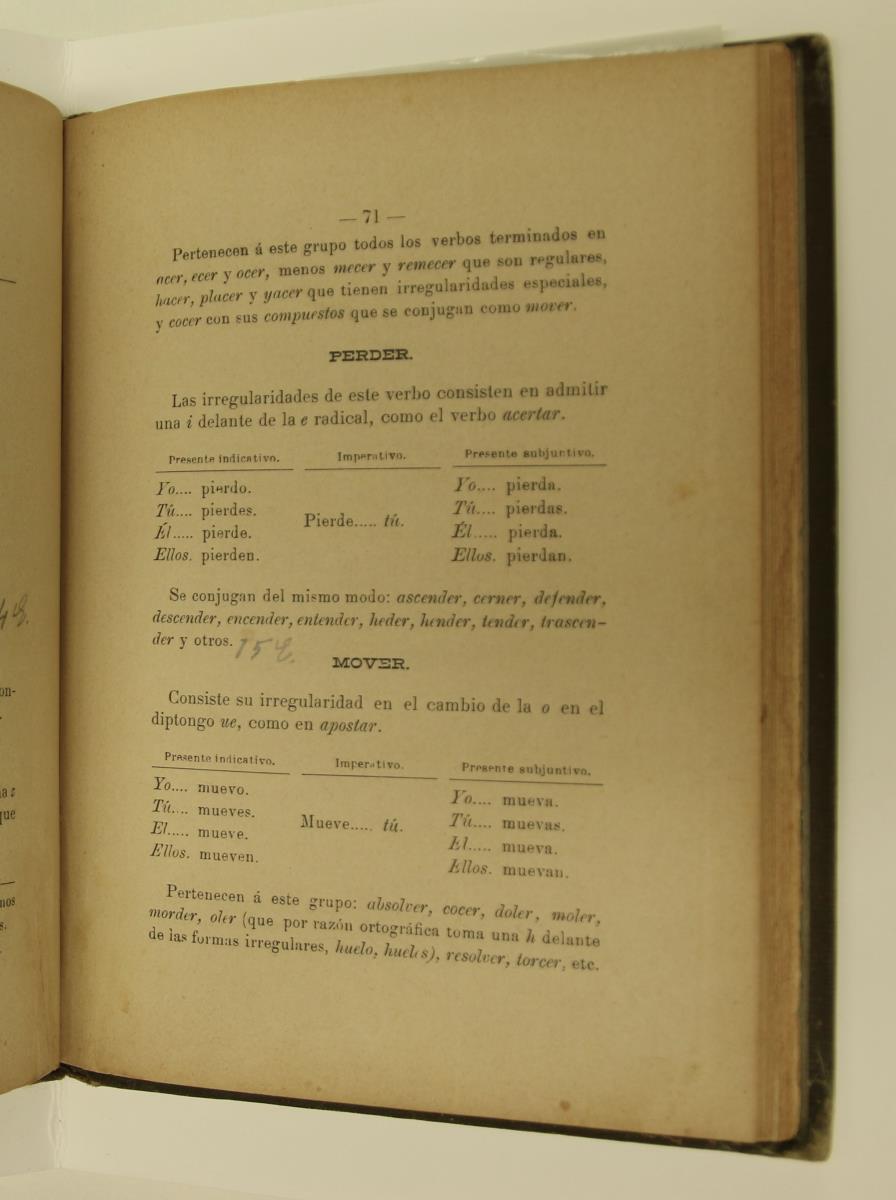 — 71 —
Pertenecen á este grupo todos los verbos terminados en
acer, ecer y ocer, menos mecer y remecer que son regulares,
hacer, placer y yacer que tienen irregularidades especiales,
y cocer con sus compuestos que se conjugan como mover.
PERDER.
Las irregularidades de este verbo consisten en admitir
una i delante de la e radical, como el verbo acertar.
Presente indicativo. Imperativo. Presente subjuntivo.
Yo.... pierdo. Yo.... pierda.
Tú.... pierdes. Tú.... pierdas.
Pierde..... tú.
Él..... pierde. Él..... pierda.
Ellos. pierden. Ellos. pierdan.
Se conjugan del mismo modo: ascender, cerner, defender,
descender, encender, entender, heder, hender, tender, trascen-
der y otros. 15
MOVER.
Consiste su irregularidad en el cambio de la o en el
diptongo ue, como en apostar.
Presente indicativo. Imperativo. Presente subjuntivo.
Yo.... muevo. Yo.... mueva.
Tú.... mueves. Tú.... muevas.
Mueve..... tú.
El..... mueve. El..... mueva.
Ellos. mueven. Ellos. muevan.
Pertenecen á este grupo: absolver, cocer, doler, moler,
morder, oler (que por razón ortográfica toma una h delante
de las formas irregulares, huelo, hueles), resolver, torcer, etc.
on-
que
nos
s.